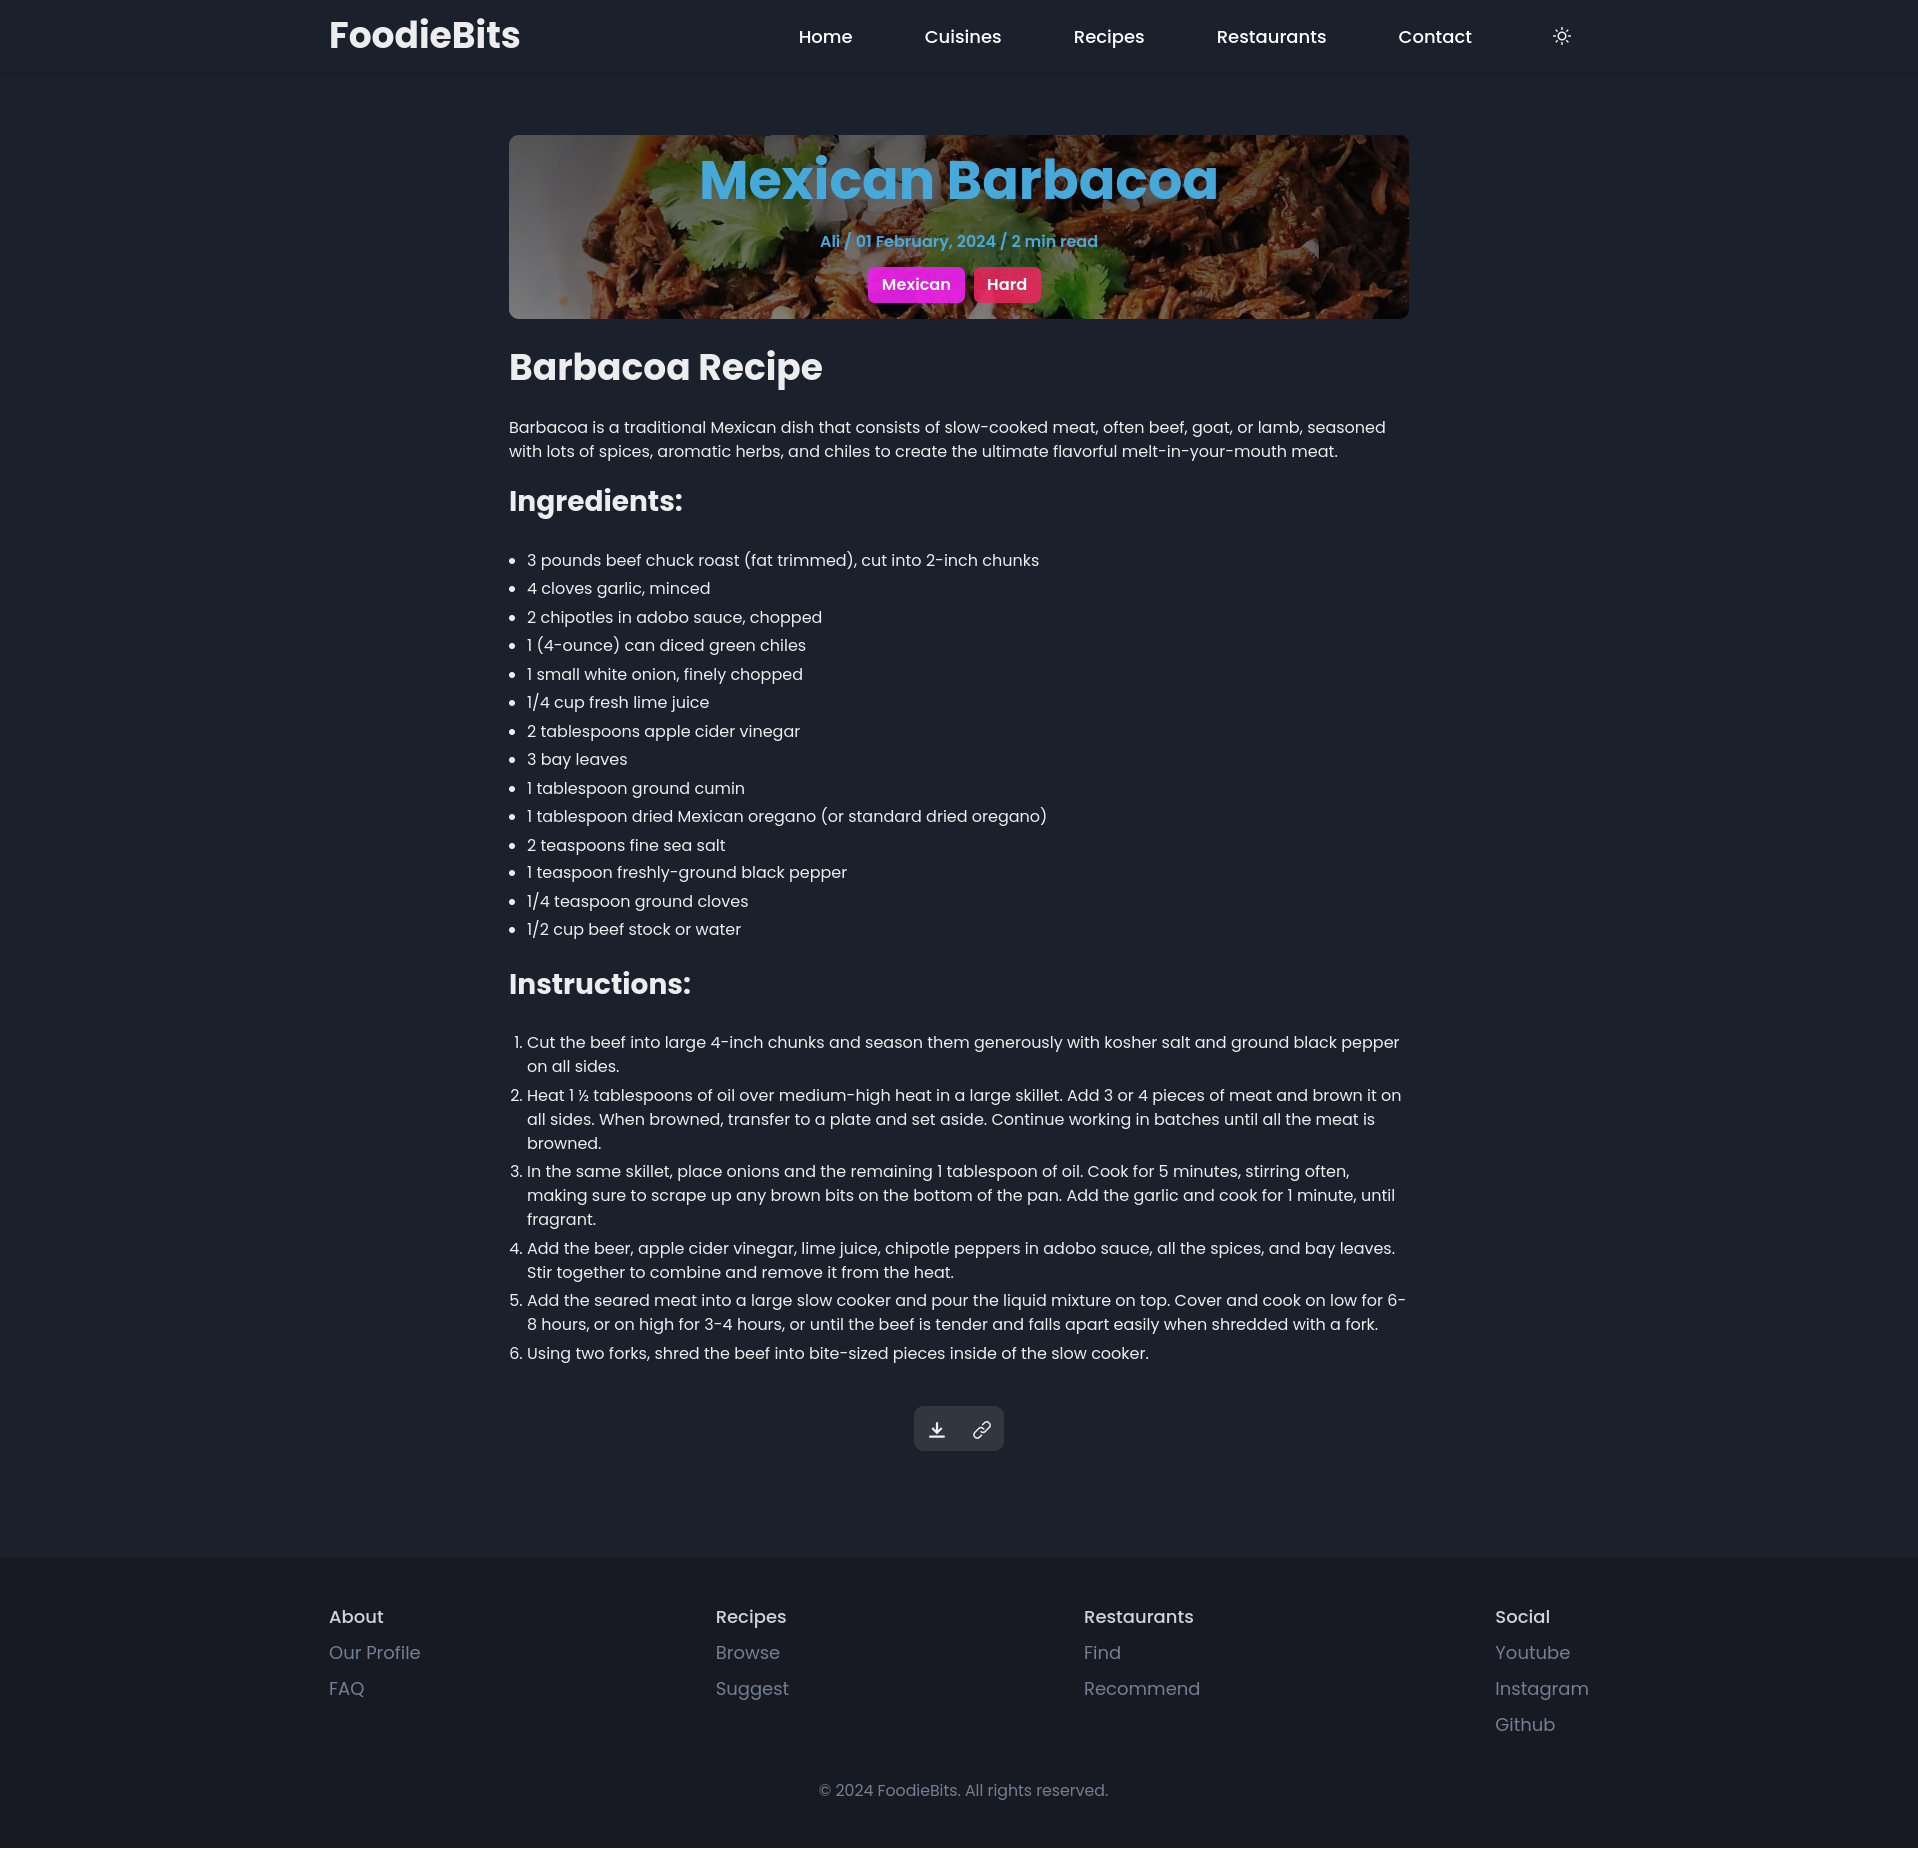 FoodieBits
Home
Cuisines
Recipes
Restaurants
Contact
Mexican Barbacoa
Ali / 01 February, 2024 / 2 min read
Mexican
Hard
Barbacoa Recipe
Barbacoa is a traditional Mexican dish that consists of slow-cooked meat, often beef, goat, or lamb, seasoned
with lots of spices, aromatic herbs, and chiles to create the ultimate flavorful melt-in-your-mouth meat.
Ingredients:
• 3 pounds beef chuck roast (fat trimmed), cut into 2-inch chunks
• 4 cloves garlic, minced
• 2 chipotles in adobo sauce, chopped
• 1 (4-ounce) can diced green chiles
• 1 small white onion, finely chopped
• 1/4 cup fresh lime juice
• 2 tablespoons apple cider vinegar
• 3 bay leaves
• 1 tablespoon ground cumin
• 1 tablespoon dried Mexican oregano (or standard dried oregano)
• 2 teaspoons fine sea salt
• 1 teaspoon freshly-ground black pepper
• 1/4 teaspoon ground cloves
• 1/2 cup beef stock or water
Instructions:
1. Cut the beef into large 4-inch chunks and season them generously with kosher salt and ground black pepper
on all sides.
2. Heat 1 ½ tablespoons of oil over medium-high heat in a large skillet. Add 3 or 4 pieces of meat and brown it on
all sides. When browned, transfer to a plate and set aside. Continue working in batches until all the meat is
browned.
3. In the same skillet, place onions and the remaining 1 tablespoon of oil. Cook for 5 minutes, stirring often,
making sure to scrape up any brown bits on the bottom of the pan. Add the garlic and cook for 1 minute, until
fragrant.
4. Add the beer, apple cider vinegar, lime juice, chipotle peppers in adobo sauce, all the spices, and bay leaves.
Stir together to combine and remove it from the heat.
5. Add the seared meat into a large slow cooker and pour the liquid mixture on top. Cover and cook on low for 6-
8 hours, or on high for 3-4 hours, or until the beef is tender and falls apart easily when shredded with a fork.
6. Using two forks, shred the beef into bite-sized pieces inside of the slow cooker.
About
Our Profile
FAQ
Recipes
Browse
Suggest
Restaurants
Find
Recommend
Social
Youtube
Instagram
Github
© 2024 FoodieBits. All rights reserved.